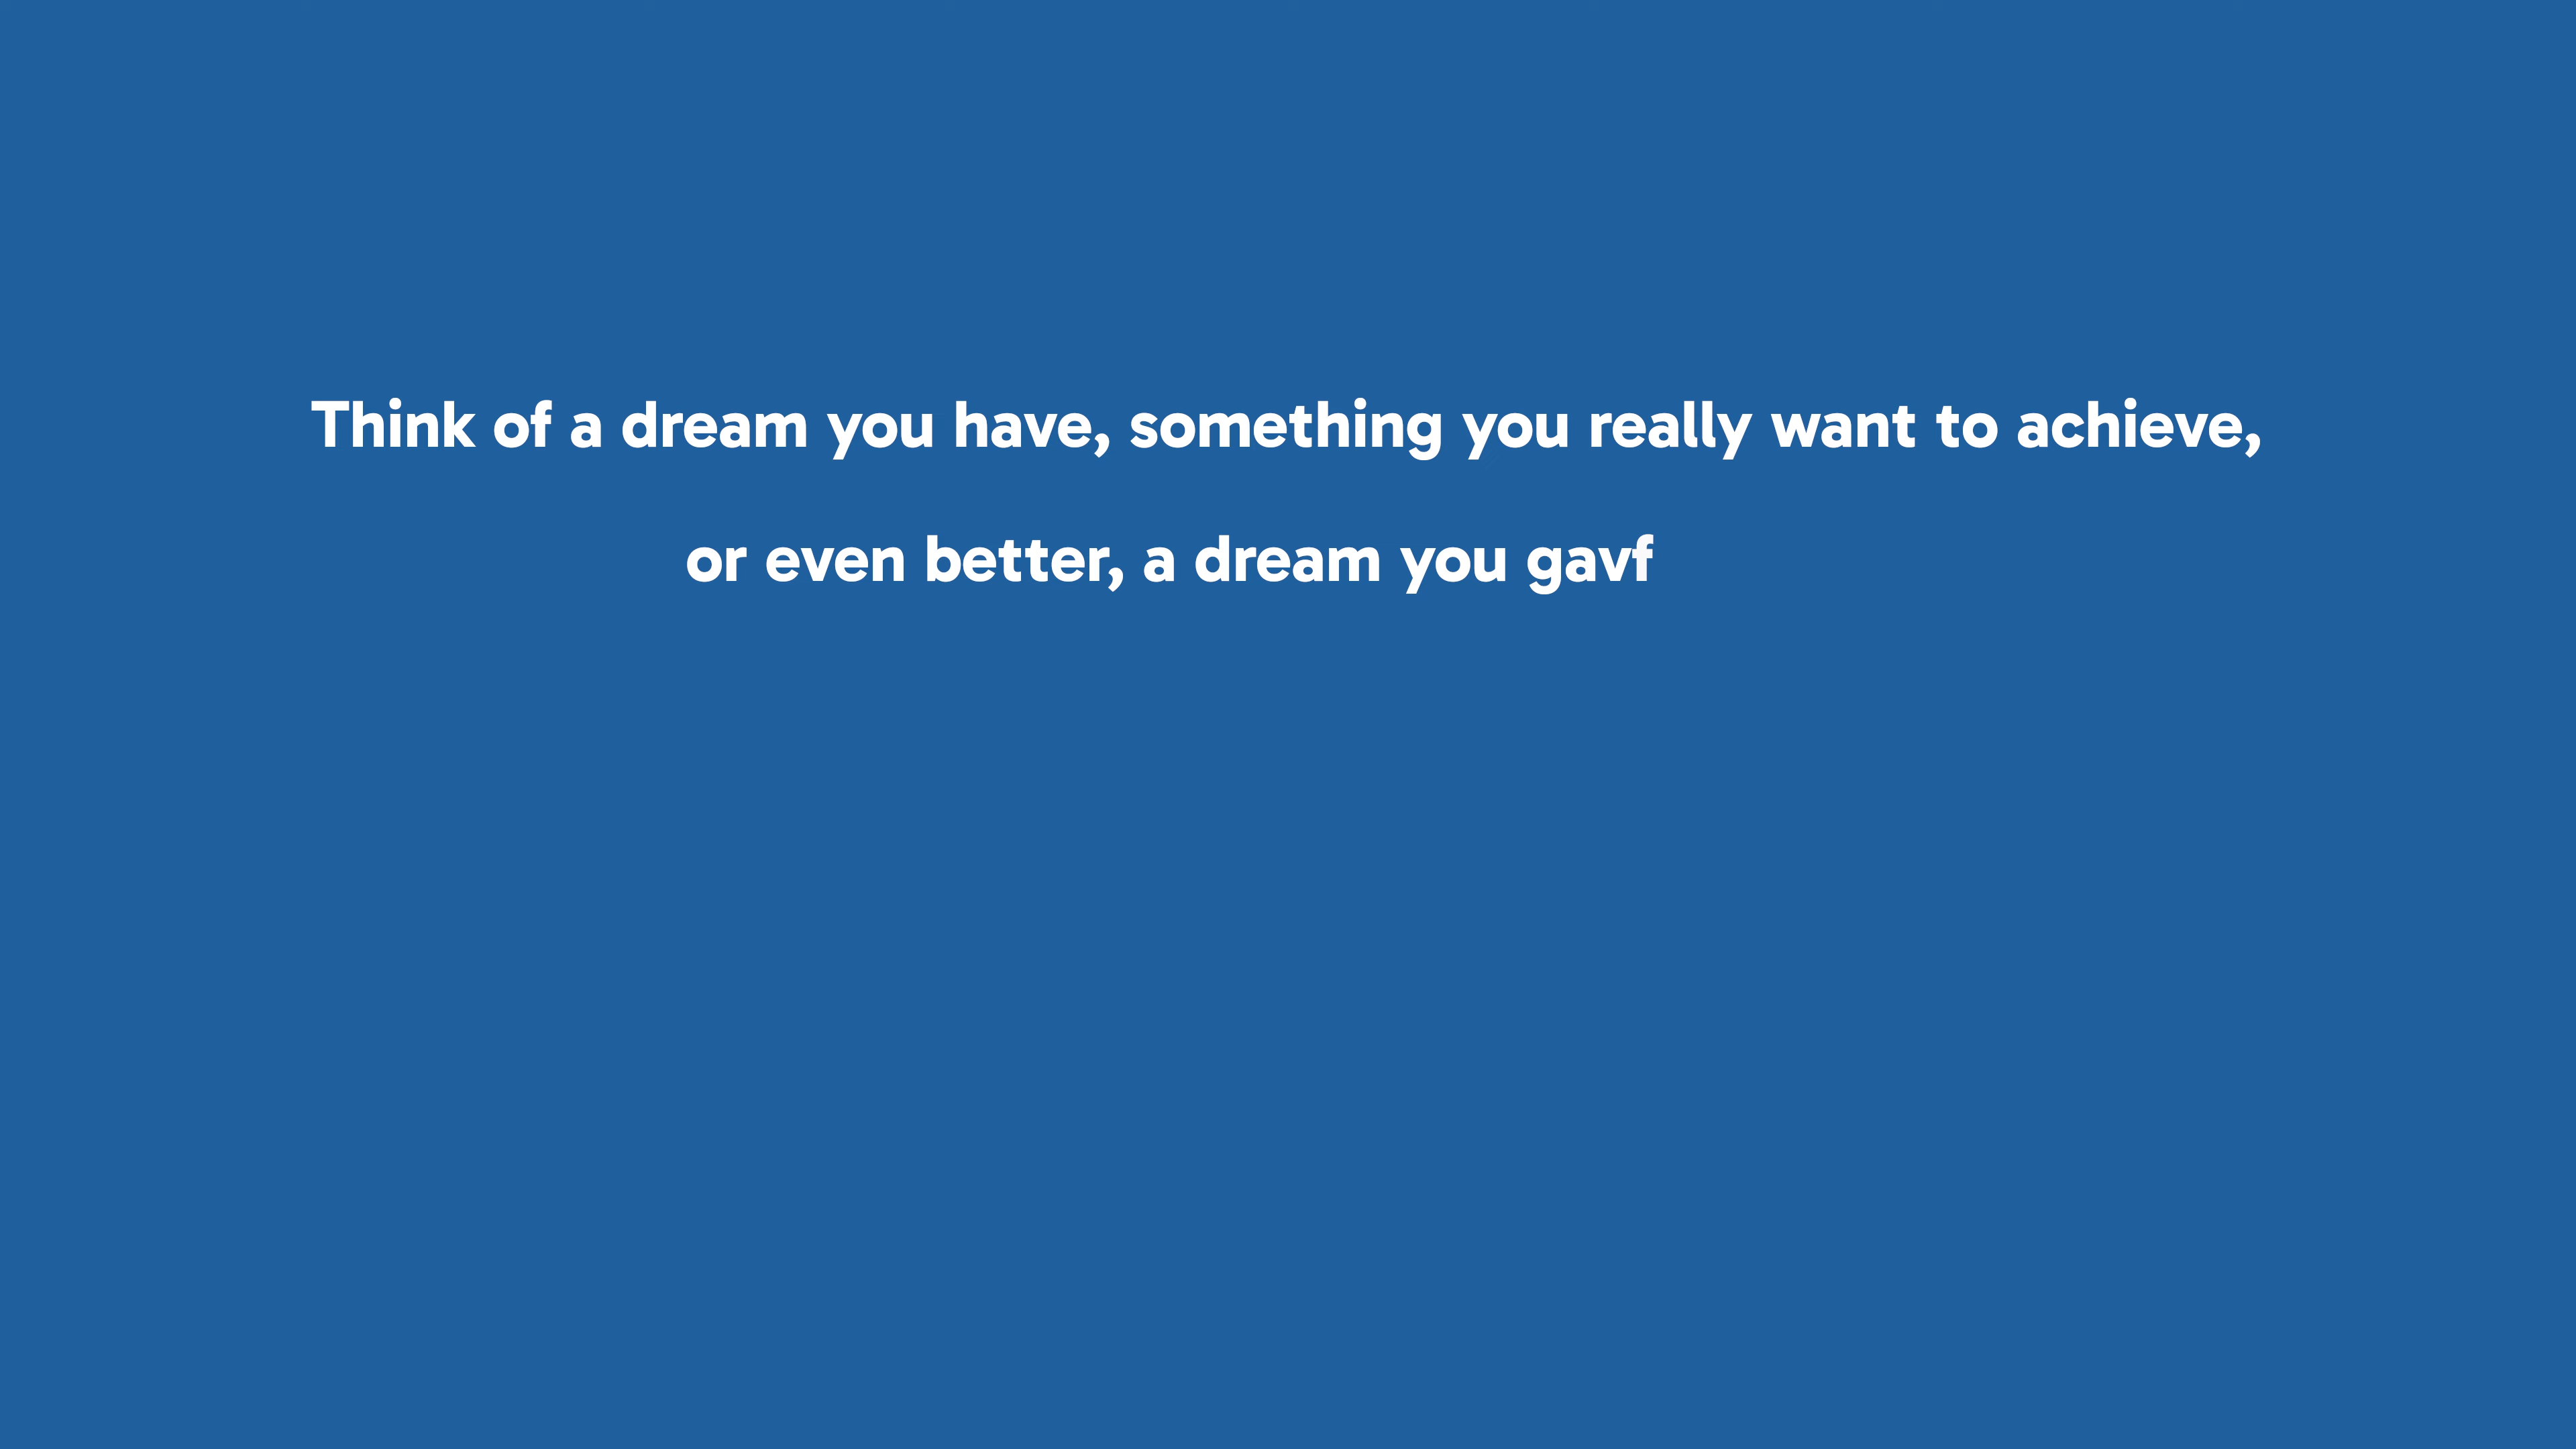 Think of a dream you have, something you really want to achieve,
or even better, a dream you gavf